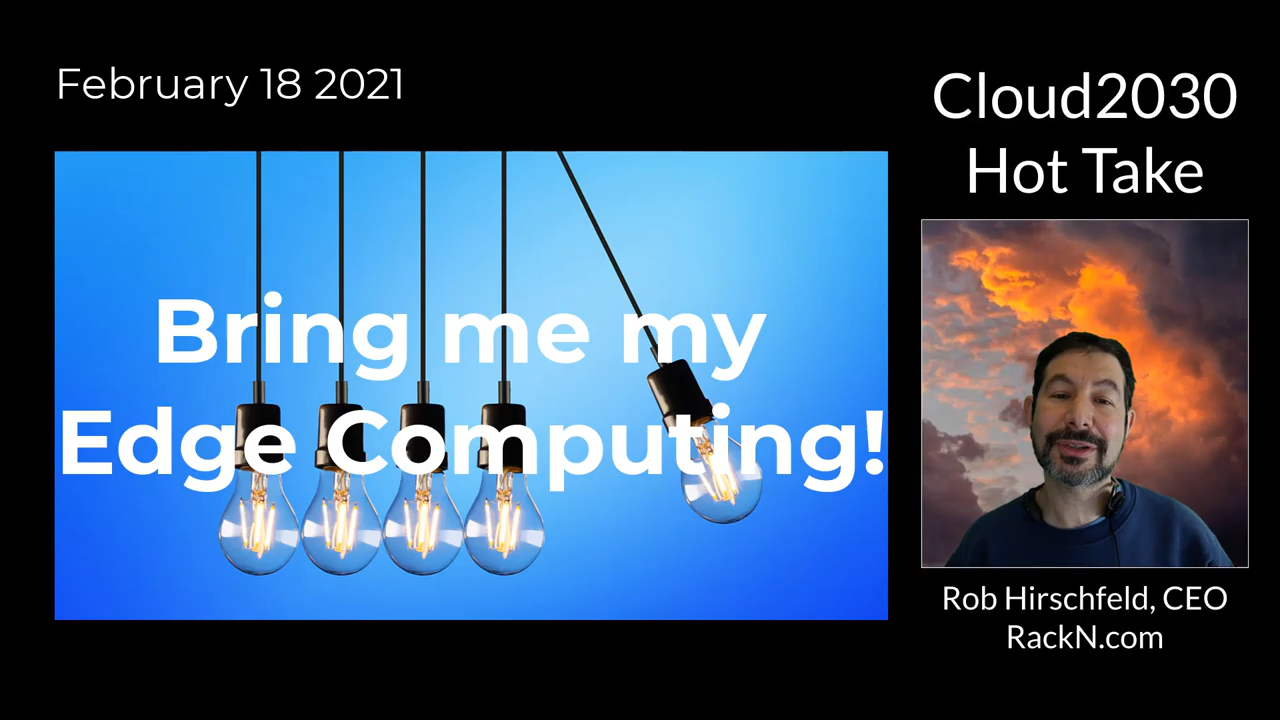 February 18 2021
Cloud2030
Hot Take
Bring me my
Edge Computing!
Rob Hirschfeld, CEO
RackN.com